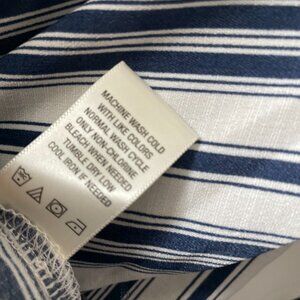 MACHINE WASH COLD
WITH LIKE COLORS
NORMAL WASH CYCLE
ONLY NON-CHLORINE
BLEACH WHEN NEEDED
TUMBLE DRY LOW
COOL IRON IF NEEDED